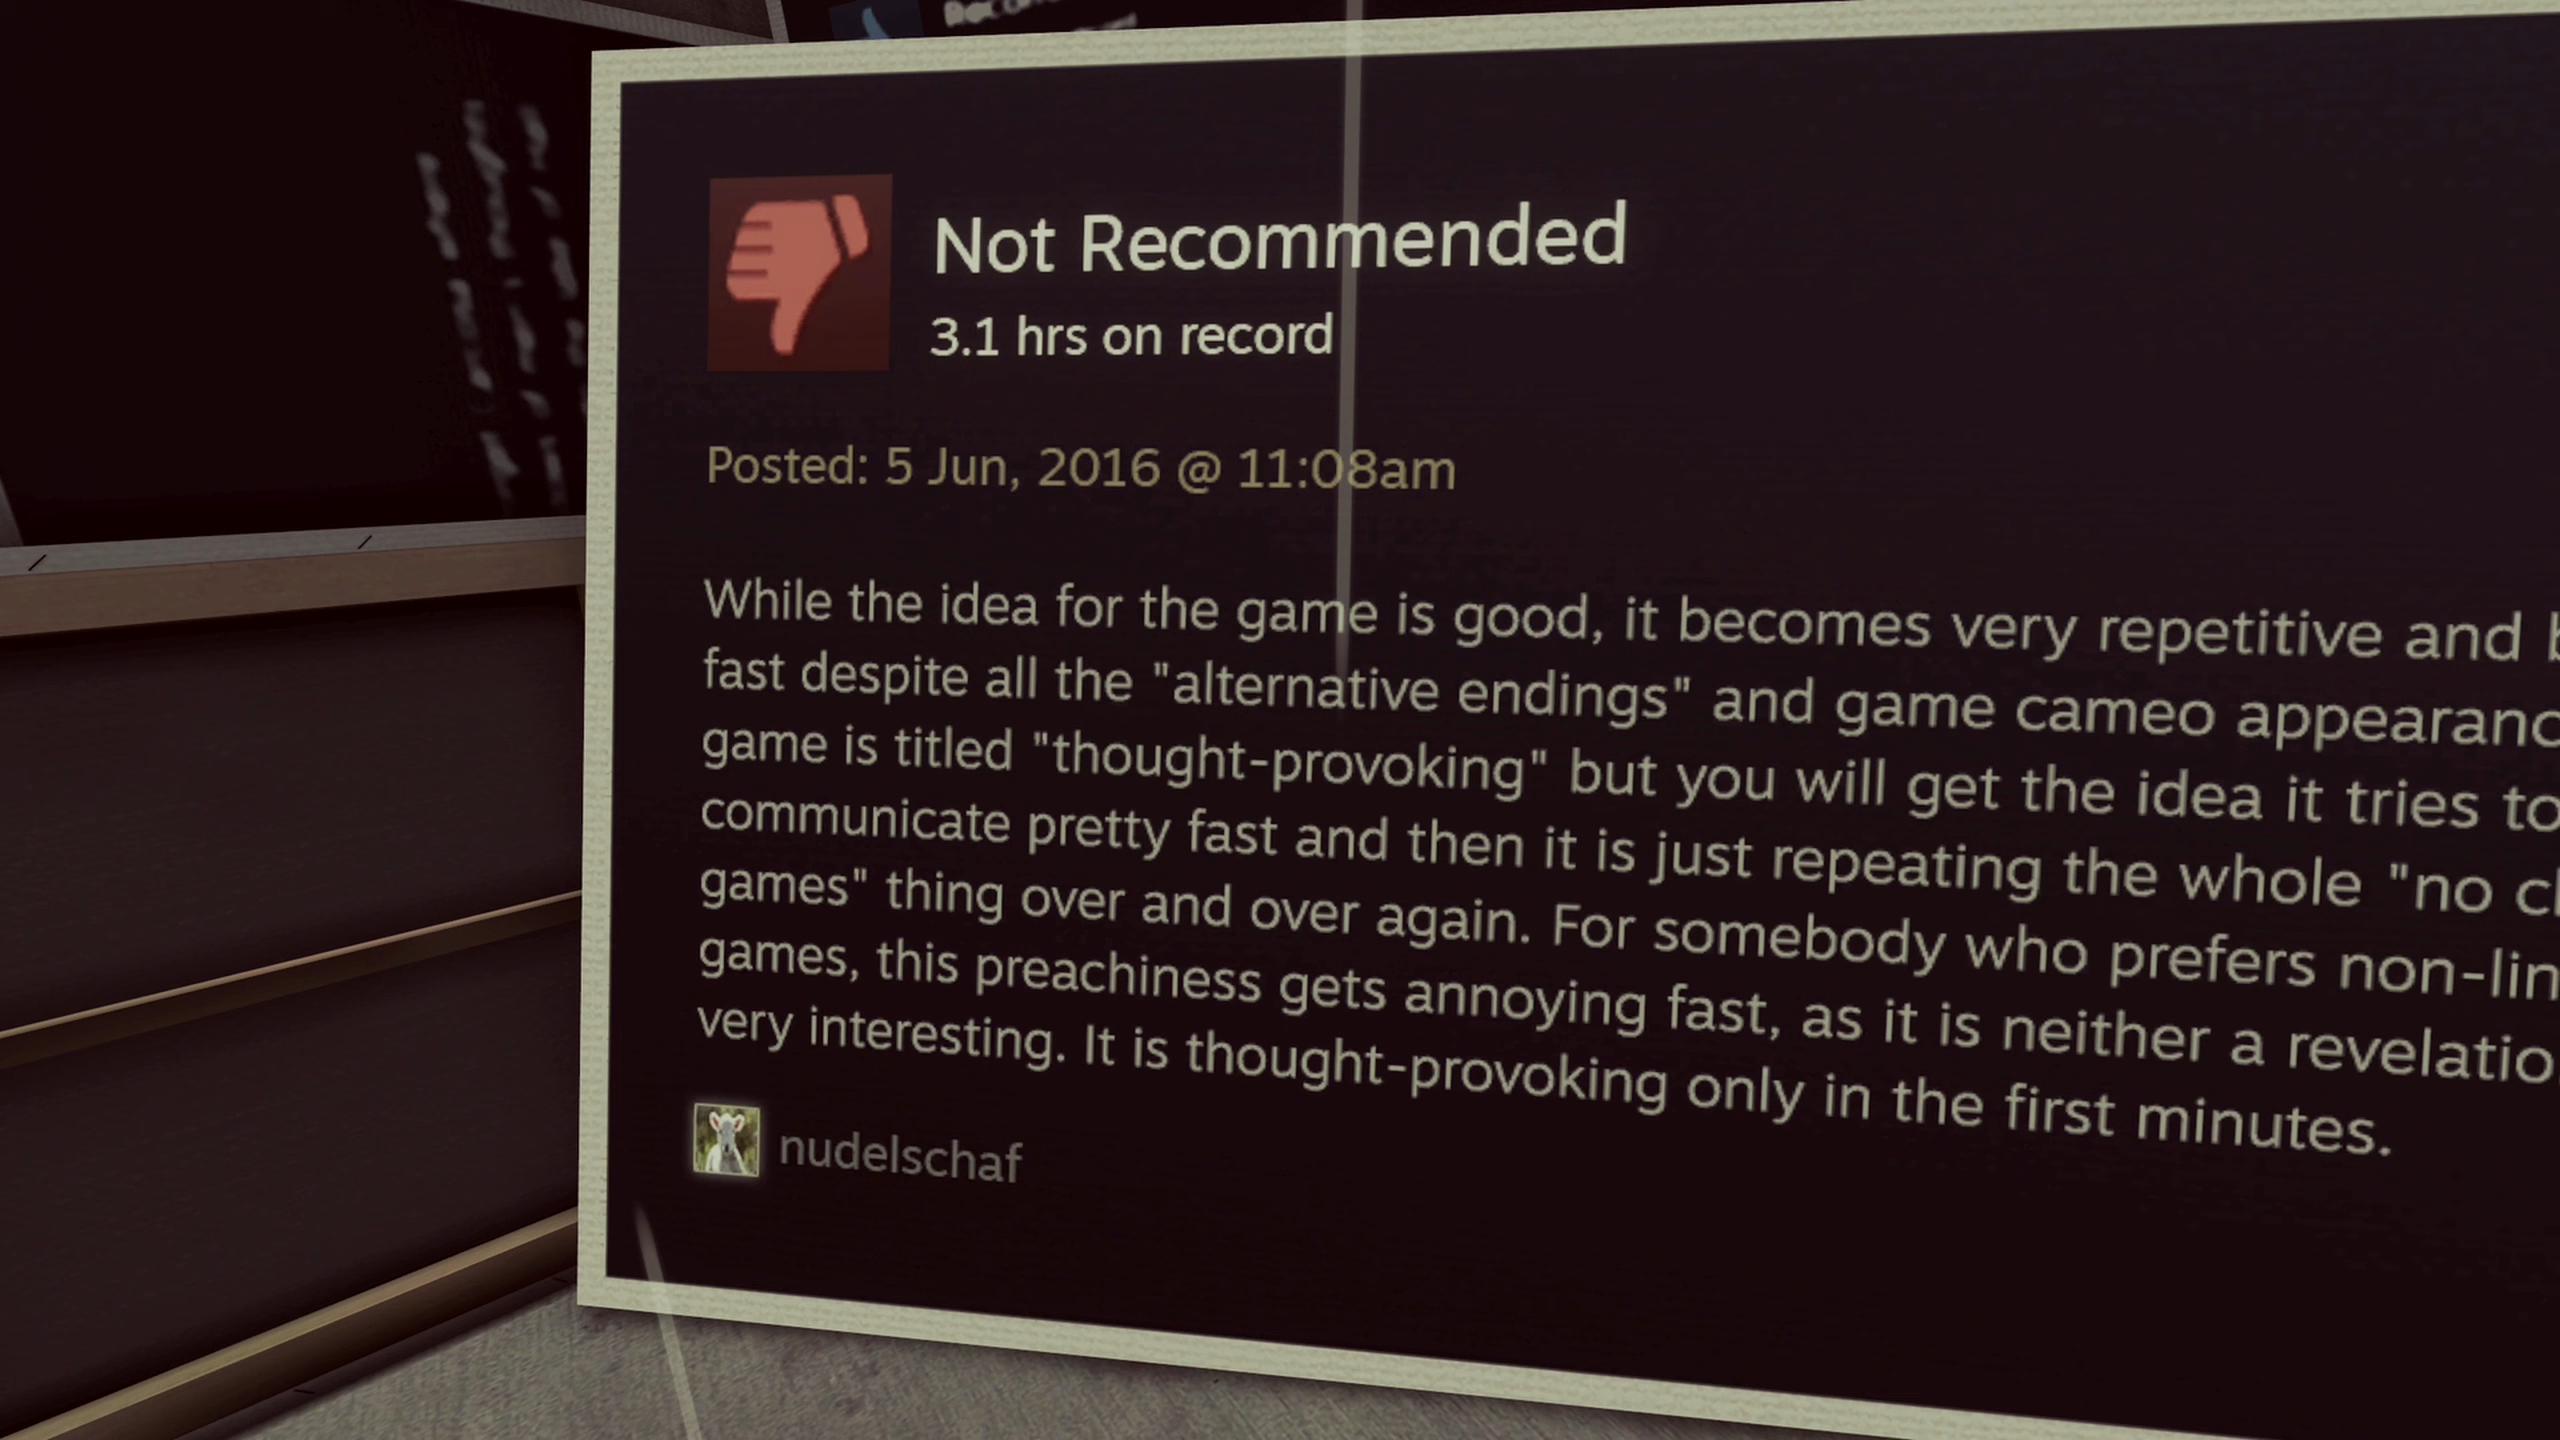 Not Recommended
3.1 hrs on record
Posted: 5 Jun, 2016 @ 11:08am
While the idea for the game is good, it becomes very repetitive and
fast despite all the "alternative endings" and game cameo
game is titled "thought-provoking" but you will get the idea it tries to
communicate pretty fast and then it is just repeating the whole "no
games" thing over and over again. For somebody who prefers
games, this preachiness gets annoying fast, as it is neither a
very interesting. It is thought-provoking only in the first minutes.
nudelschaf